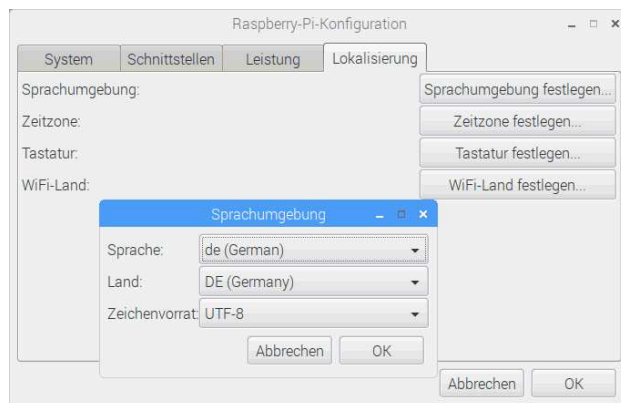 Raspberry-Pi-Konfiguration
System Schnittstellen Leistung Lokalisierung
Sprachumgebung: Sprachumgebung festlegen...
Zeitzone: Zeitzone festlegen...
Tastatur: Tastatur festlegen...
WiFi-Land: WiFi-Land festlegen...
Sprachumgebung
Sprache: de (German)
Land: DE (Germany)
Zeichenvorrat: UTF-8
Abbrechen OK
Abbrechen OK